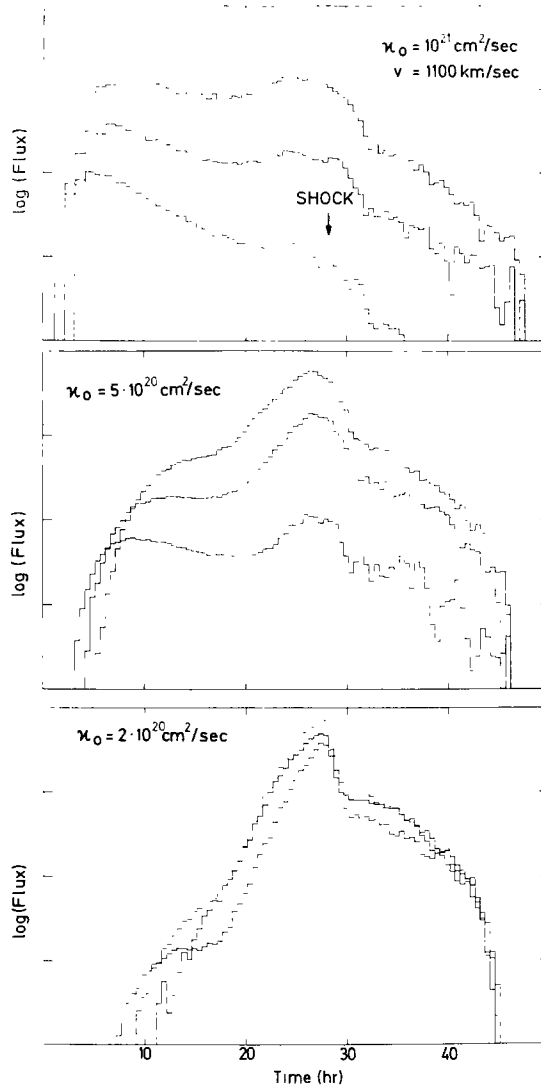 ϰ₀ = 10²¹ cm²/sec
v = 1100 km/sec
log (Flux)
SHOCK
ϰ₀ = 5·10²⁰ cm²/sec
log (Flux)
ϰ₀ = 2·10²⁰ cm²/sec
log(Flux)
10 20 30 40
Time (hr)